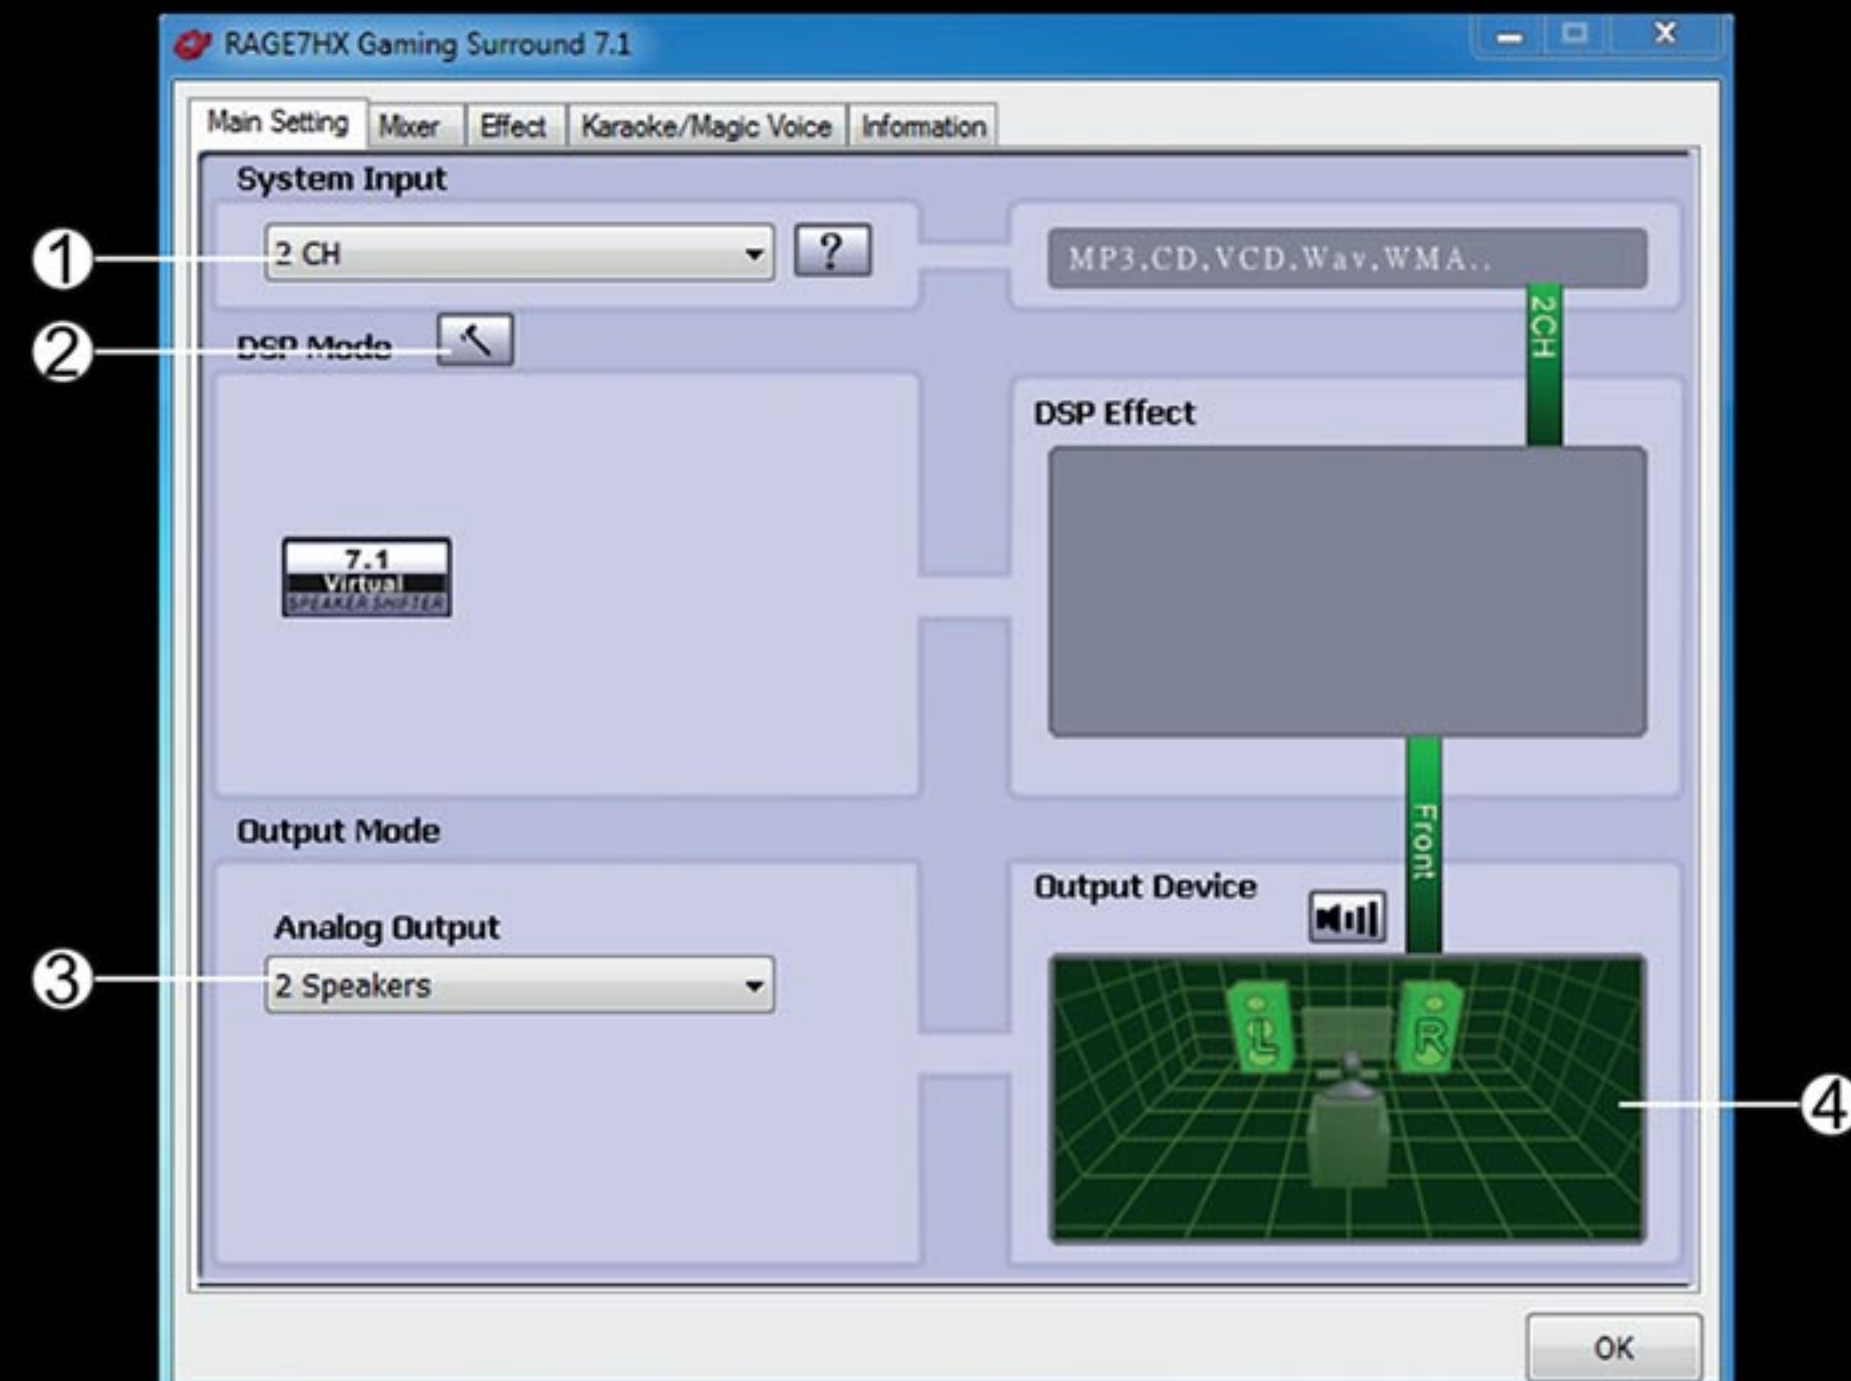 RAGE7HX Gaming Surround 7.1
Main Setting Mixer Effect Karaoke/Magic Voice Information
System Input
1
2 CH
?
MP3,CD,VCD,Wav,WMA..
2CH
2
DSP Mode
DSP Effect
7.1
Virtual
SPEAKER SHIFTER
Front
Output Mode
Output Device
Analog Output
3
2 Speakers
L R
4
OK